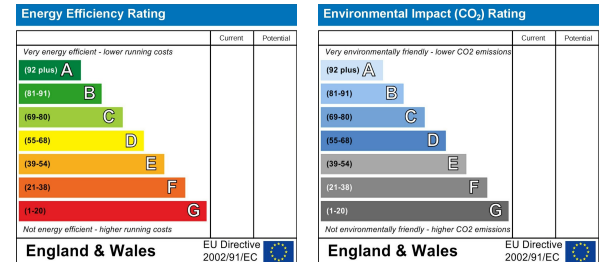 Energy Efficiency Rating
Current Potential
Very energy efficient - lower running costs
(92 plus) A
(81-91) B
(69-80) C
(55-68) D
(39-54) E
(21-38) F
(1-20) G
Not energy efficient - higher running costs
England & Wales
EU Directive
2002/91/EC
Environmental Impact (CO₂) Rating
Current Potential
Very environmentally friendly - lower CO2 emissions
(92 plus) A
(81-91) B
(69-80) C
(55-68) D
(39-54) E
(21-38) F
(1-20) G
Not environmentally friendly - higher CO2 emissions
England & Wales
EU Directive
2002/91/EC